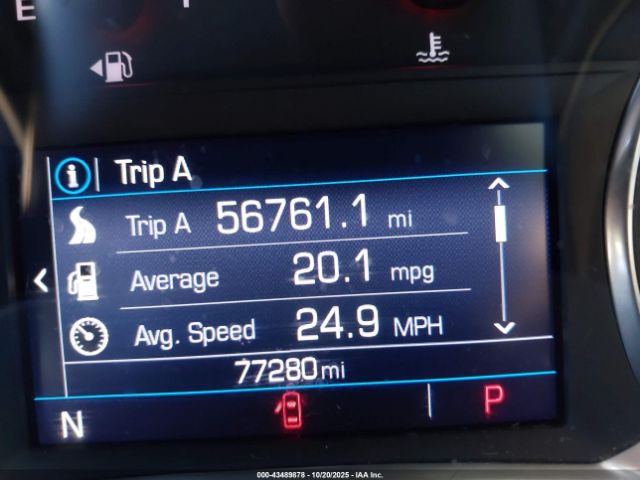 E
Trip A
Trip A 56761.1 mi
Average 20.1 mpg
Avg. Speed 24.9 MPH
77280mi
N P
000-43489878 | 10/20/2025 - IAA Inc.